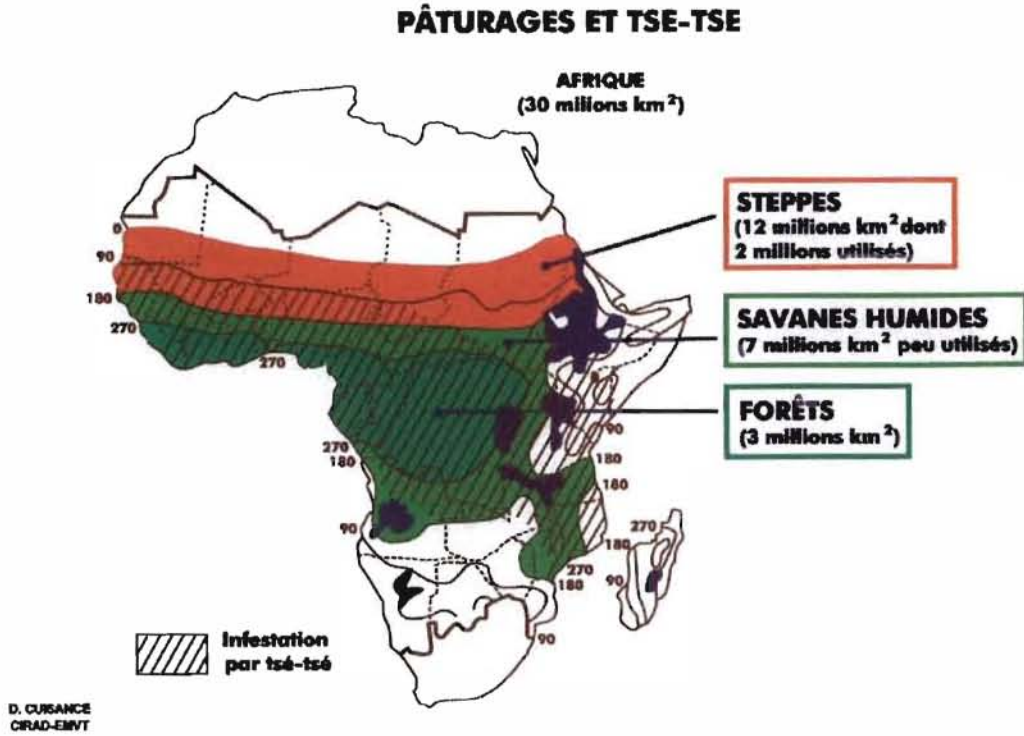 PÂTURAGES ET TSE-TSE
AFRIQUE
(30 milions km²)
STEPPES
(12 millions km² dont
2 millions utilisés)
SAVANES HUMIDES
(7 millions km² peu utilisés)
FORÊTS
(3 millions km²)
0
90
180
270
270
270
180
90
90
180
180
270
180
270
180
90
90
Infestation
par tsé-tsé
D. CUISANCE
CIRAD-EMVT